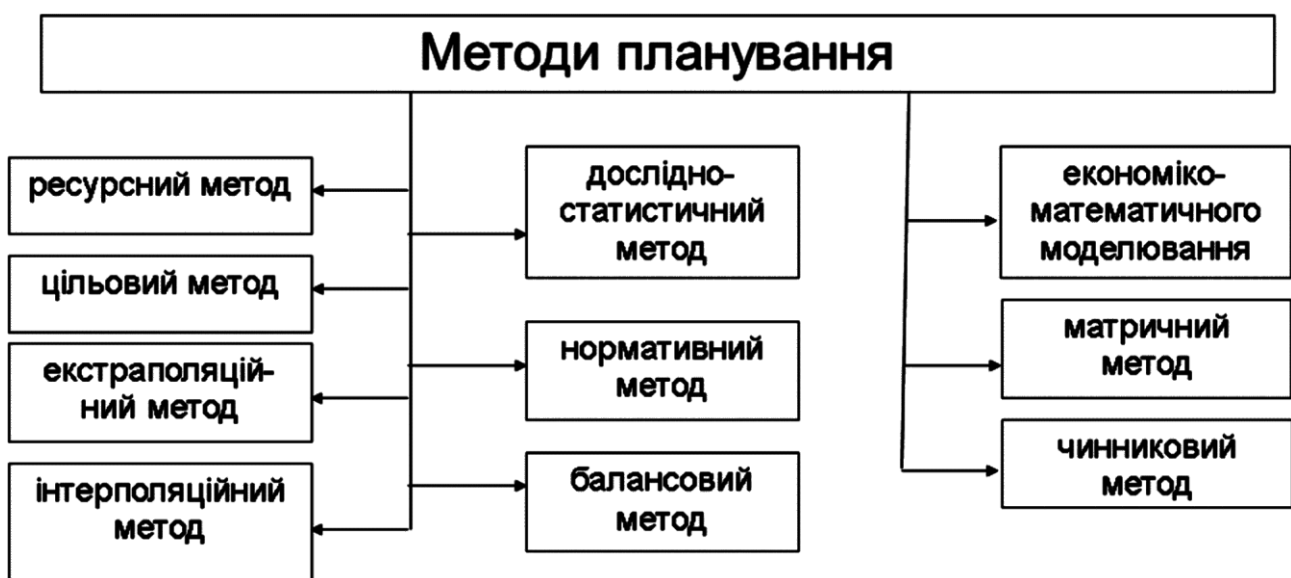 Методи планування
ресурсний метод
цільовий метод
екстраполяцій-
ний метод
інтерполяційний
метод
дослідно-
статистичний
метод
нормативний
метод
балансовий
метод
економіко-
математичного
моделювання
матричний
метод
чинниковий
метод